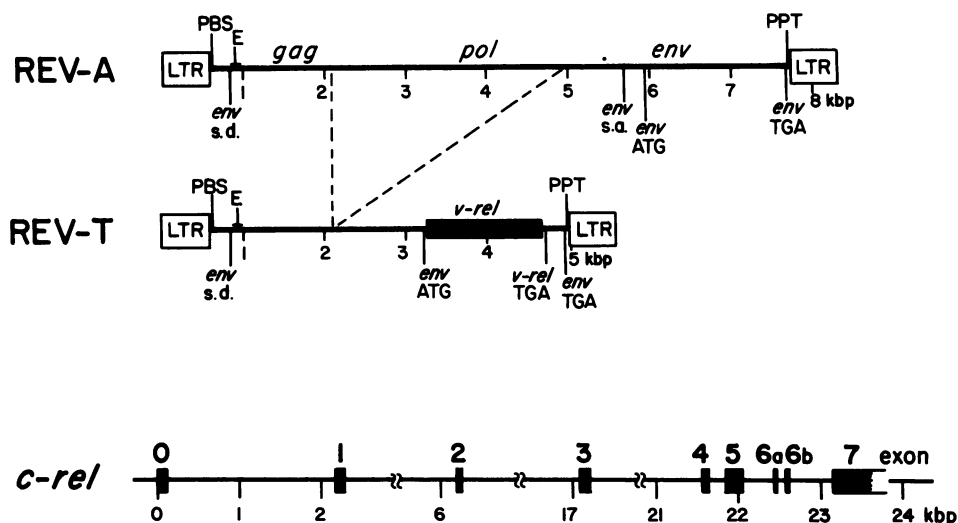 PBS E PPT
REV-A LTR gag pol env LTR
1 2 3 4 5 6 7 8 kbp
env s.d. env s.a. env ATG env TGA
PBS E v-rel PPT
REV-T LTR LTR
1 2 3 4 5 kbp
env s.d. env ATG v-rel TGA env TGA
0 1 2 3 4 5 6a 6b 7 exon
c-rel
0 1 2 6 17 21 22 23 24 kbp